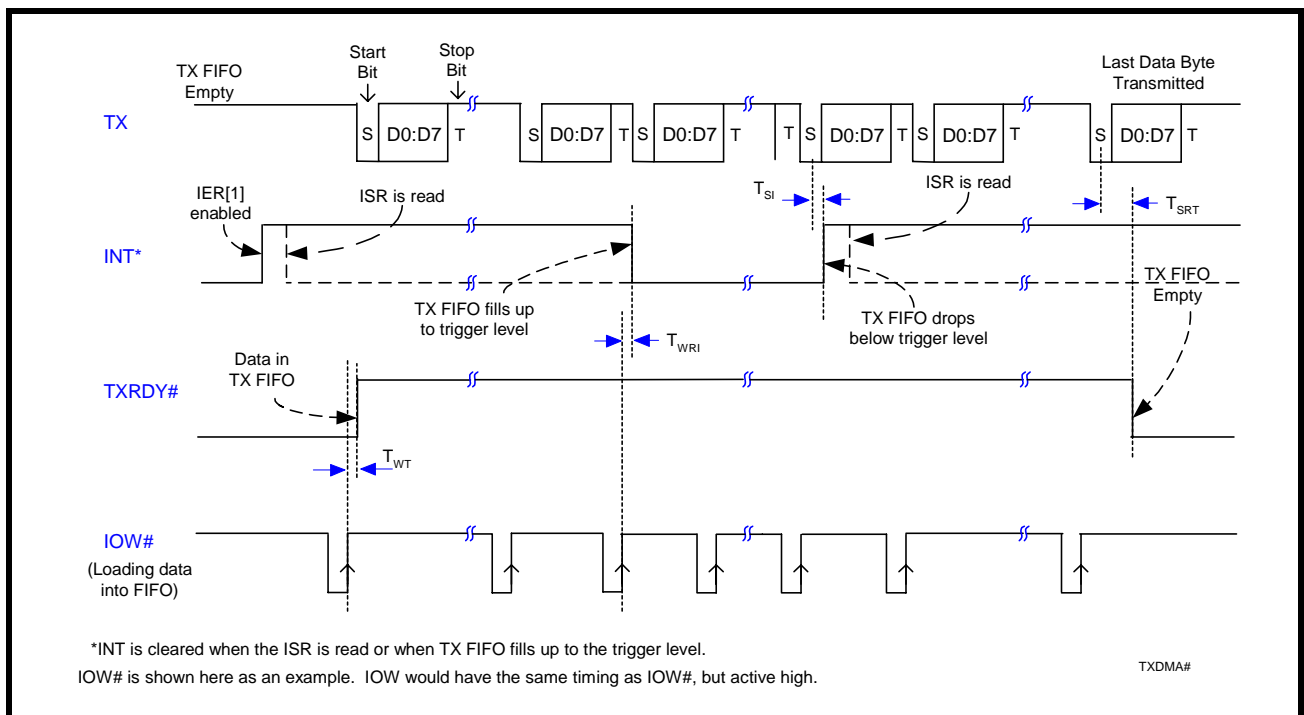 TX FIFO
Empty
Start
Bit
Stop
Bit
Last Data Byte
Transmitted
TX
S
D0:D7
S
D0:D7
T
S
D0:D7
T
T
S
D0:D7
T
S
D0:D7
T
S
D0:D7
T
IER[1]
enabled
ISR is read
TSI
ISR is read
TSRT
INT*
TX FIFO fills up
to trigger level
TX FIFO drops
below trigger level
TX FIFO
Empty
TWRI
Data in
TX FIFO
TXRDY#
TWT
IOW#
(Loading data
into FIFO)
*INT is cleared when the ISR is read or when TX FIFO fills up to the trigger level.
IOW# is shown here as an example. IOW would have the same timing as IOW#, but active high.
TXDMA#